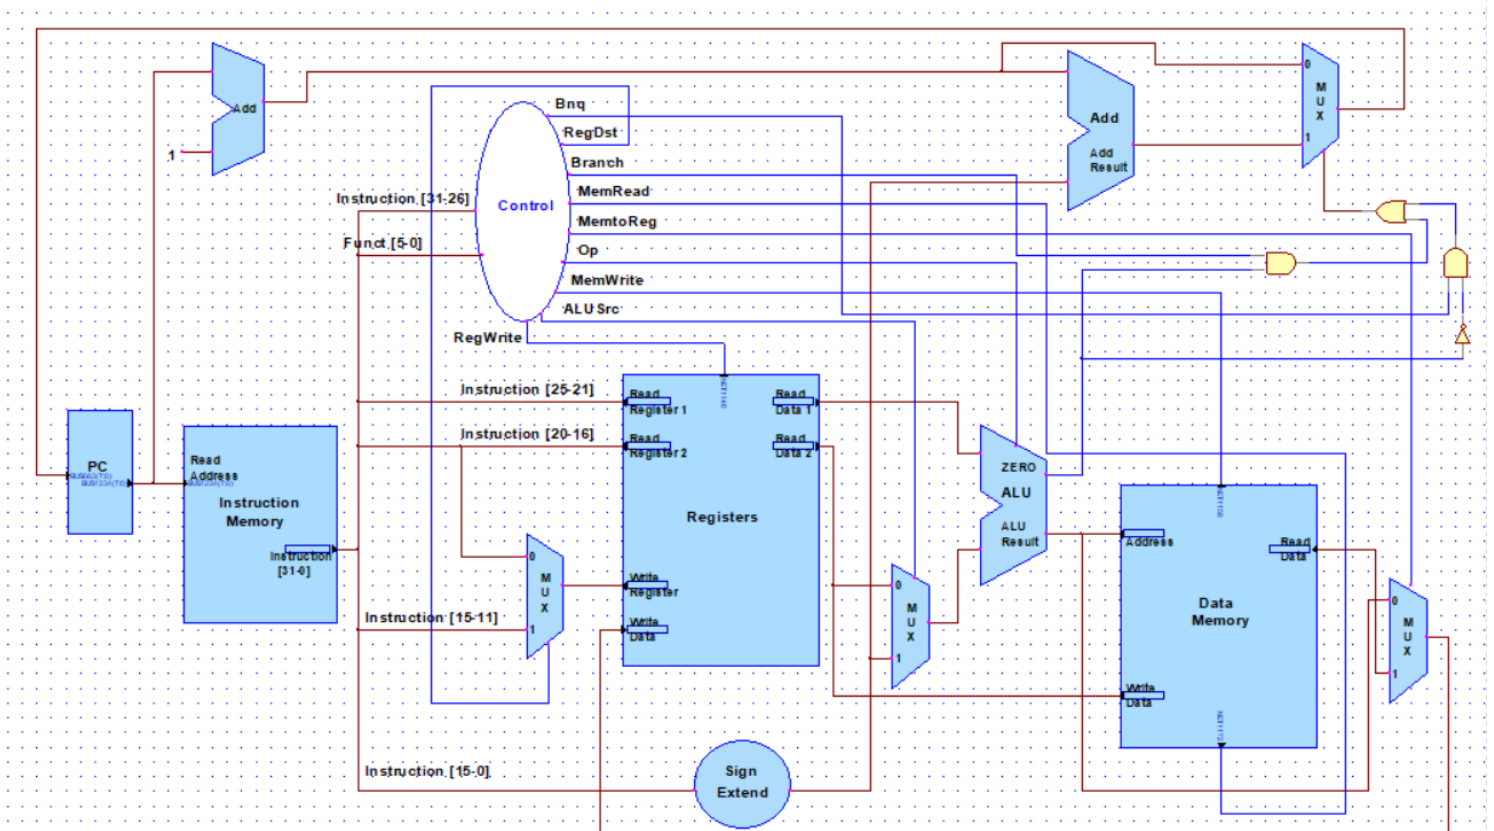 Add
1
Bnq
RegDst
Branch
MemRead
MemtoReg
Op
MemWrite
ALUSrc
RegWrite
Control
Instruction [31-26]
Funct [5-0]
Add
Add
Result
0
M
U
X
1
PC
Read
Address
Instruction
Memory
Instruction
[31-0]
Instruction [25-21]
Instruction [20-16]
Instruction [15-11]
Instruction [15-0]
0
M
U
X
1
Read
Register 1
Read
Register 2
Write
Register
Write
Data
Read
Data 1
Read
Data 2
Registers
Sign
Extend
0
M
U
X
1
ZERO
ALU
ALU
Result
Address
Read
Data
Data
Memory
Write
Data
0
M
U
X
1